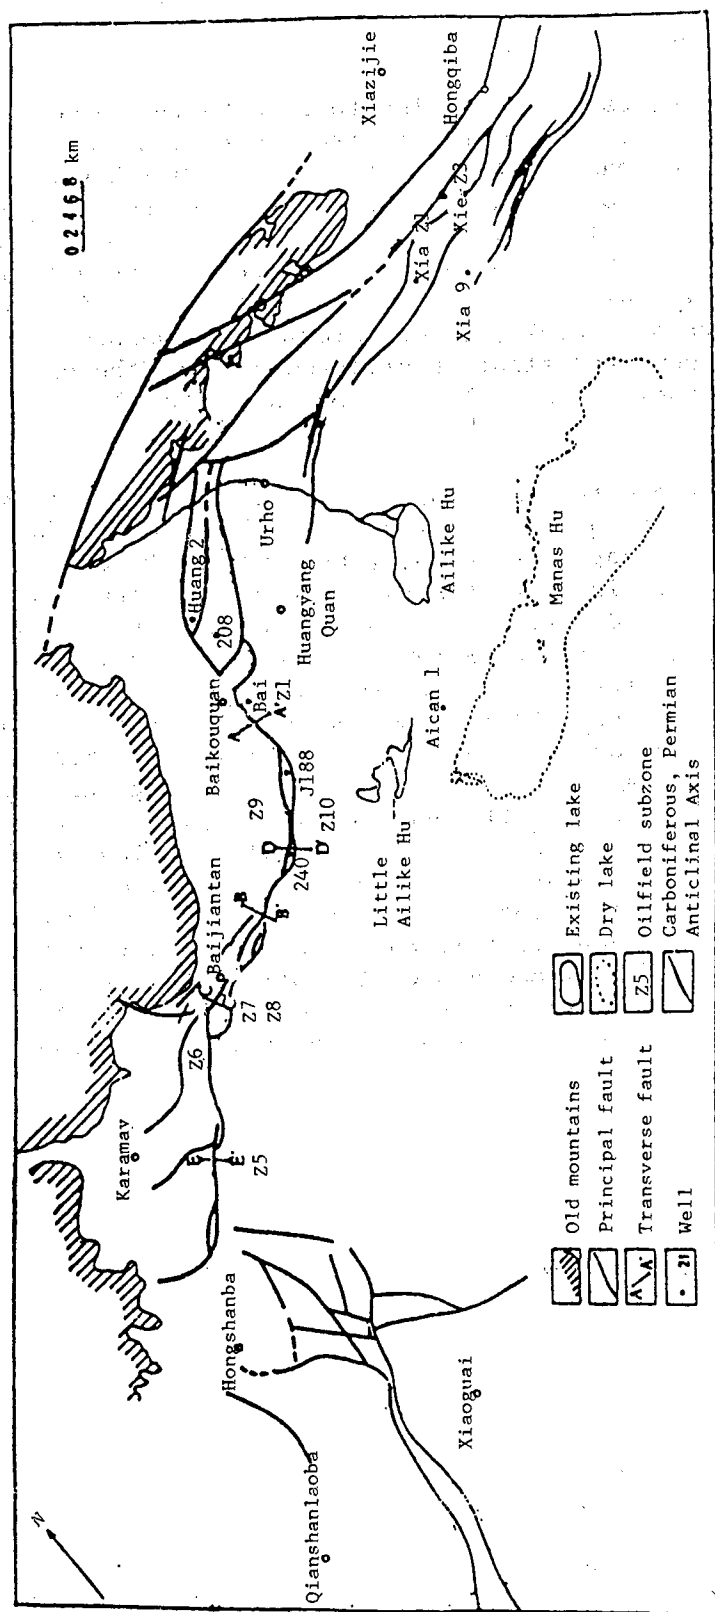 N
0 2 4 6 8 km
Xiazijie
Hongqiba
Xia Z1
Xie Z3
Xia 9
Urho
Huang 2
208
Huangyang
Quan
Ailike Hu
Manas Hu
Baikouquan
Bai
Z1
A
A'
Aican 1
Z9
J188
Z10
D
D'
240
Little
Ailike Hu
Baijiantan
B
B'
C
C'
Z7
Z8
Z6
Karamay
E
E'
Z5
Hongshanba
Xiaoguai
Qianshanlaoba
Old mountains
Principal fault
A A' Transverse fault
21 Well
Existing lake
Dry lake
Z5 Oilfield subzone
Carboniferous, Permian
Anticlinal Axis